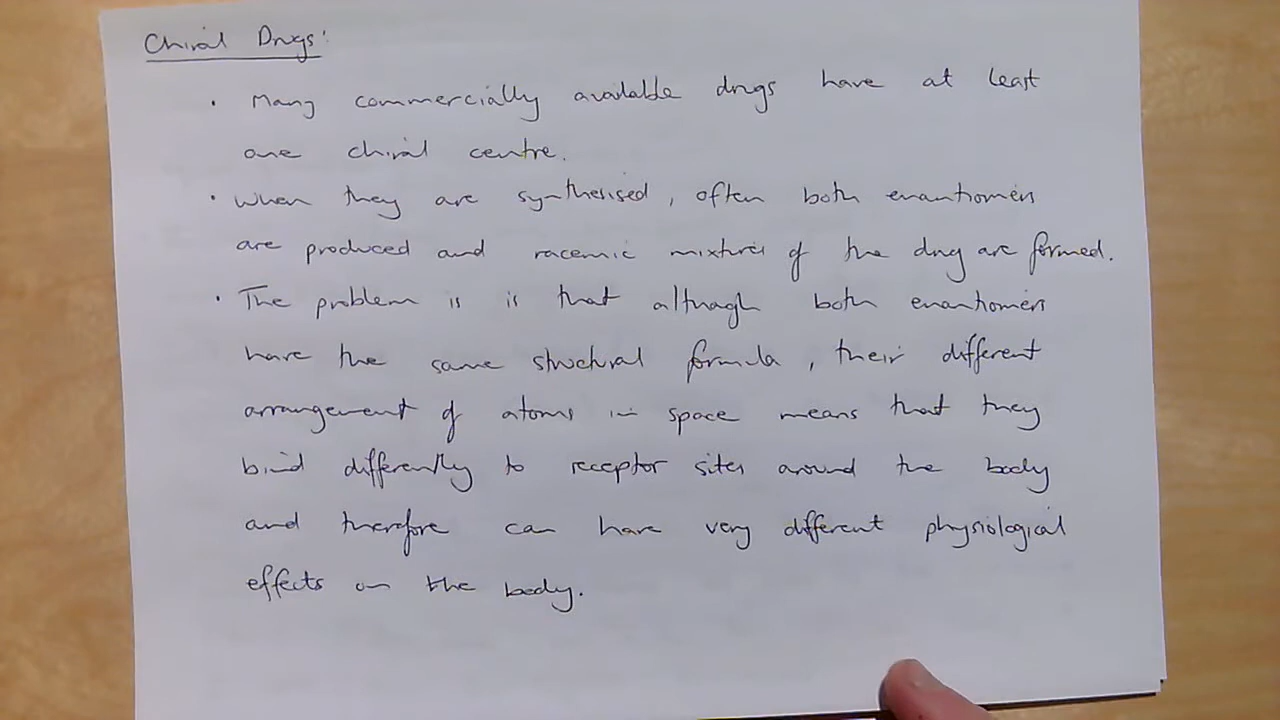 Chiral Drugs:
· Many commercially available drugs have at least
one chiral centre.
· When they are synthesised, often both enantiomers
are produced and racemic mixtures of the drug are formed.
· The problem is is that although both enantiomers
have the same structural formula, their different
arrangement of atoms in space means that they
bind differently to receptor sites around the body
and therefore can have very different physiological
effects on the body.